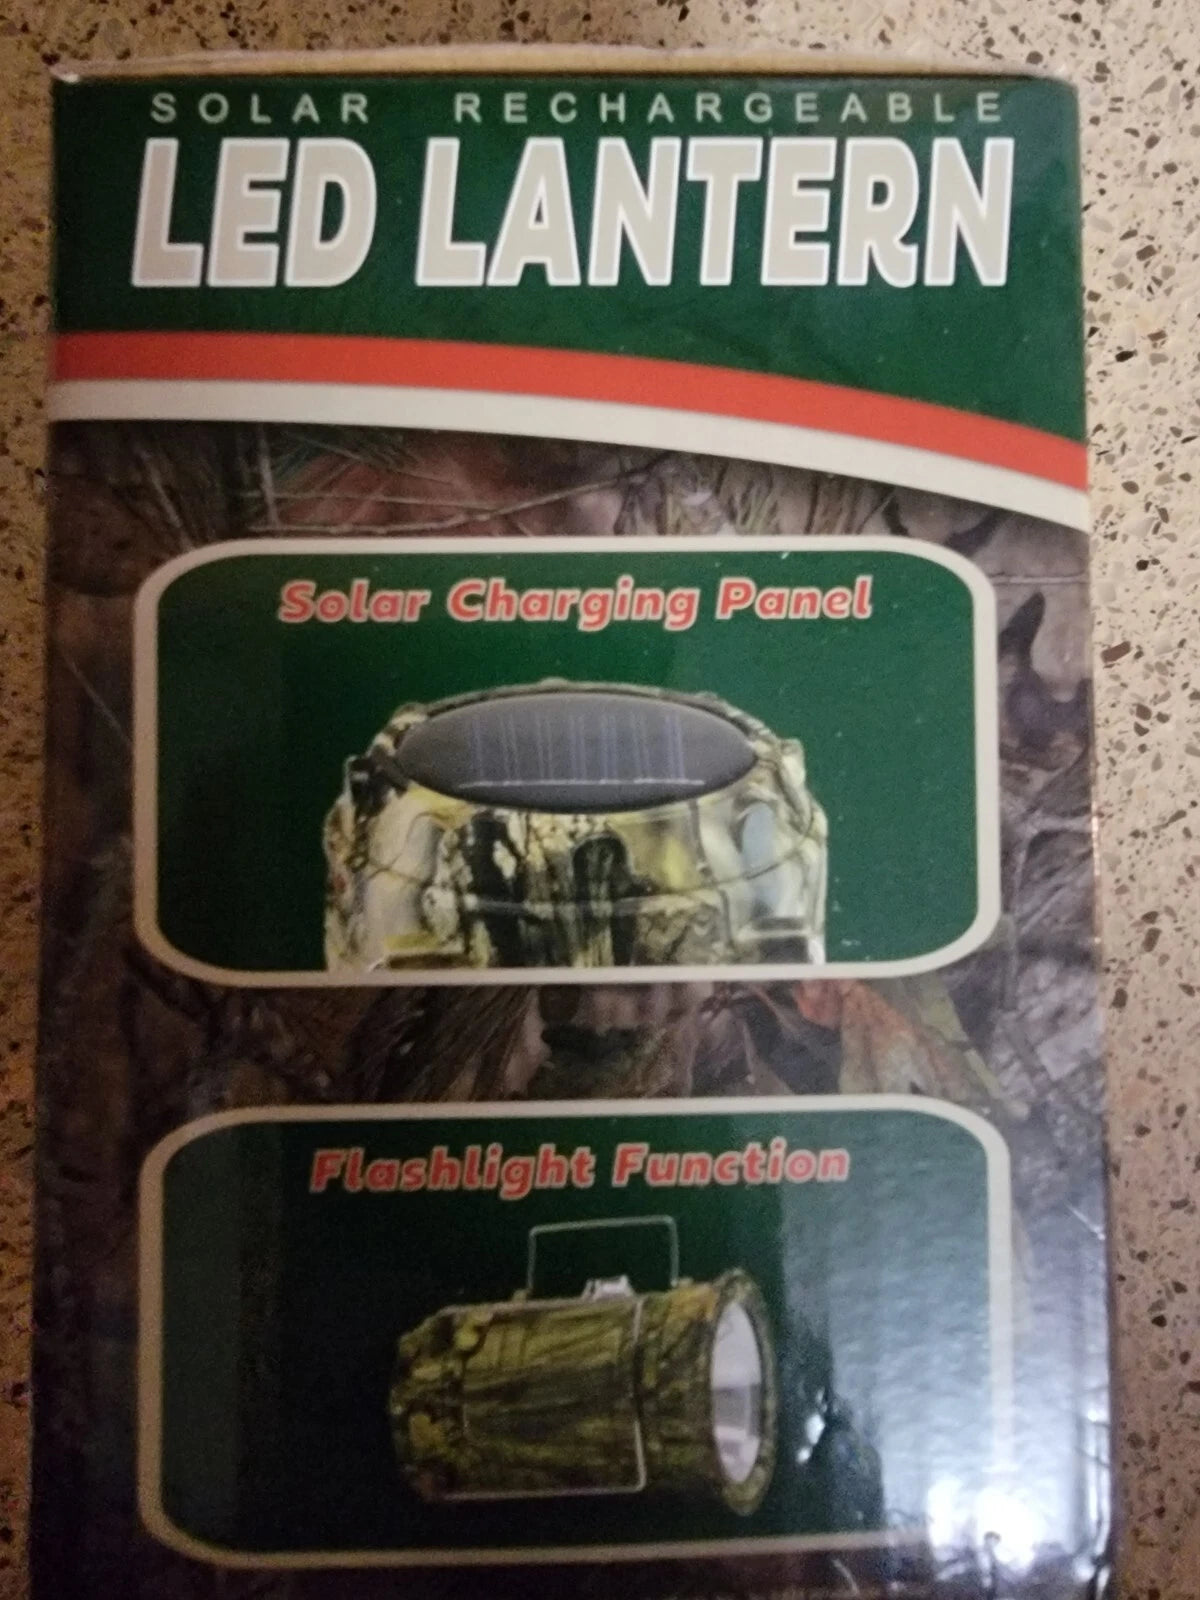 SOLAR RECHARGEABLE
LED LANTERN
Solar Charging Panel
Flashlight Function